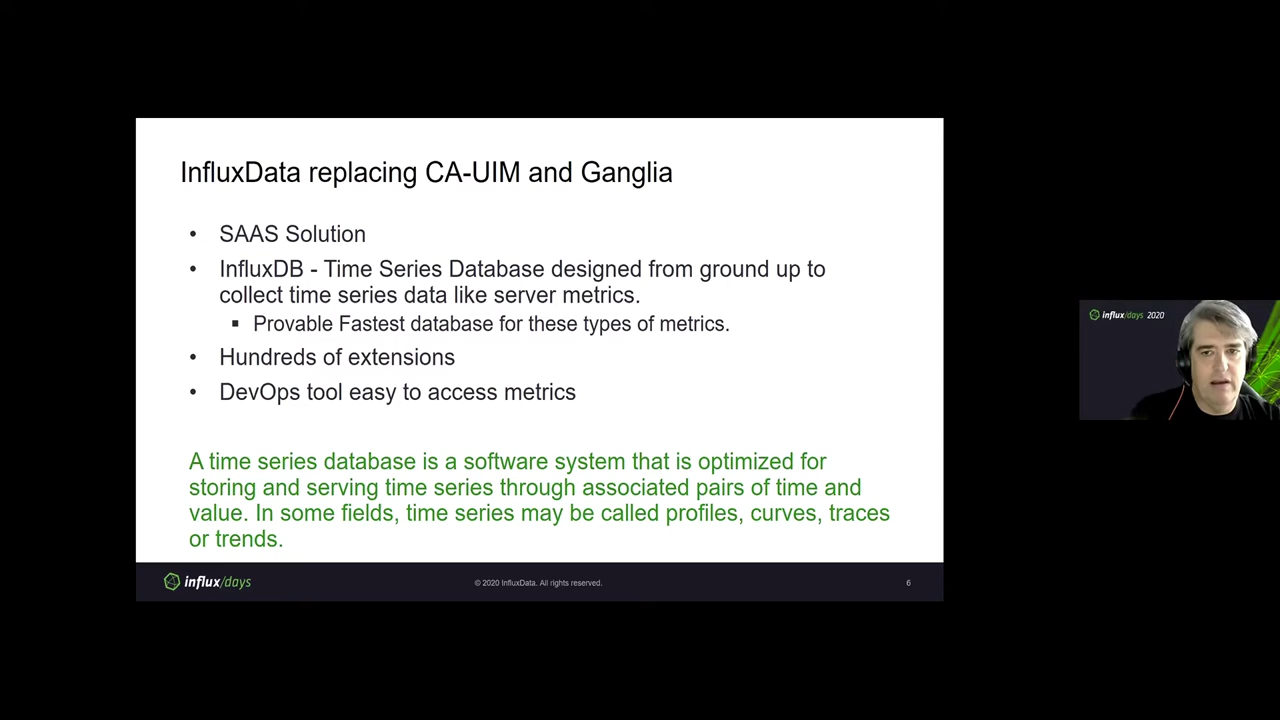 InfluxData replacing CA-UIM and Ganglia
• SAAS Solution
• InfluxDB - Time Series Database designed from ground up to
collect time series data like server metrics.
▪ Provable Fastest database for these types of metrics.
• Hundreds of extensions
• DevOps tool easy to access metrics
A time series database is a software system that is optimized for
storing and serving time series through associated pairs of time and
value. In some fields, time series may be called profiles, curves, traces
or trends.
influx/days
© 2020 InfluxData. All rights reserved.
6
influx/days 2020